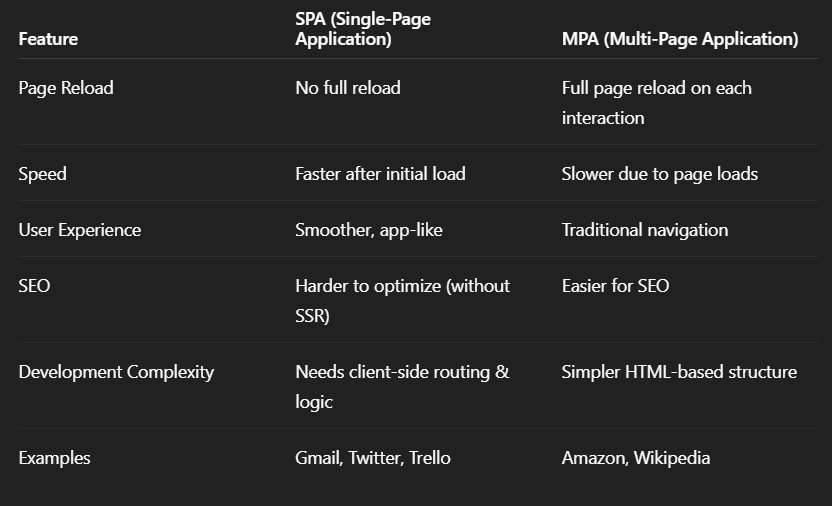 Feature SPA (Single-Page Application) MPA (Multi-Page Application)
Page Reload No full reload Full page reload on each interaction
Speed Faster after initial load Slower due to page loads
User Experience Smoother, app-like Traditional navigation
SEO Harder to optimize (without SSR) Easier for SEO
Development Complexity Needs client-side routing & logic Simpler HTML-based structure
Examples Gmail, Twitter, Trello Amazon, Wikipedia